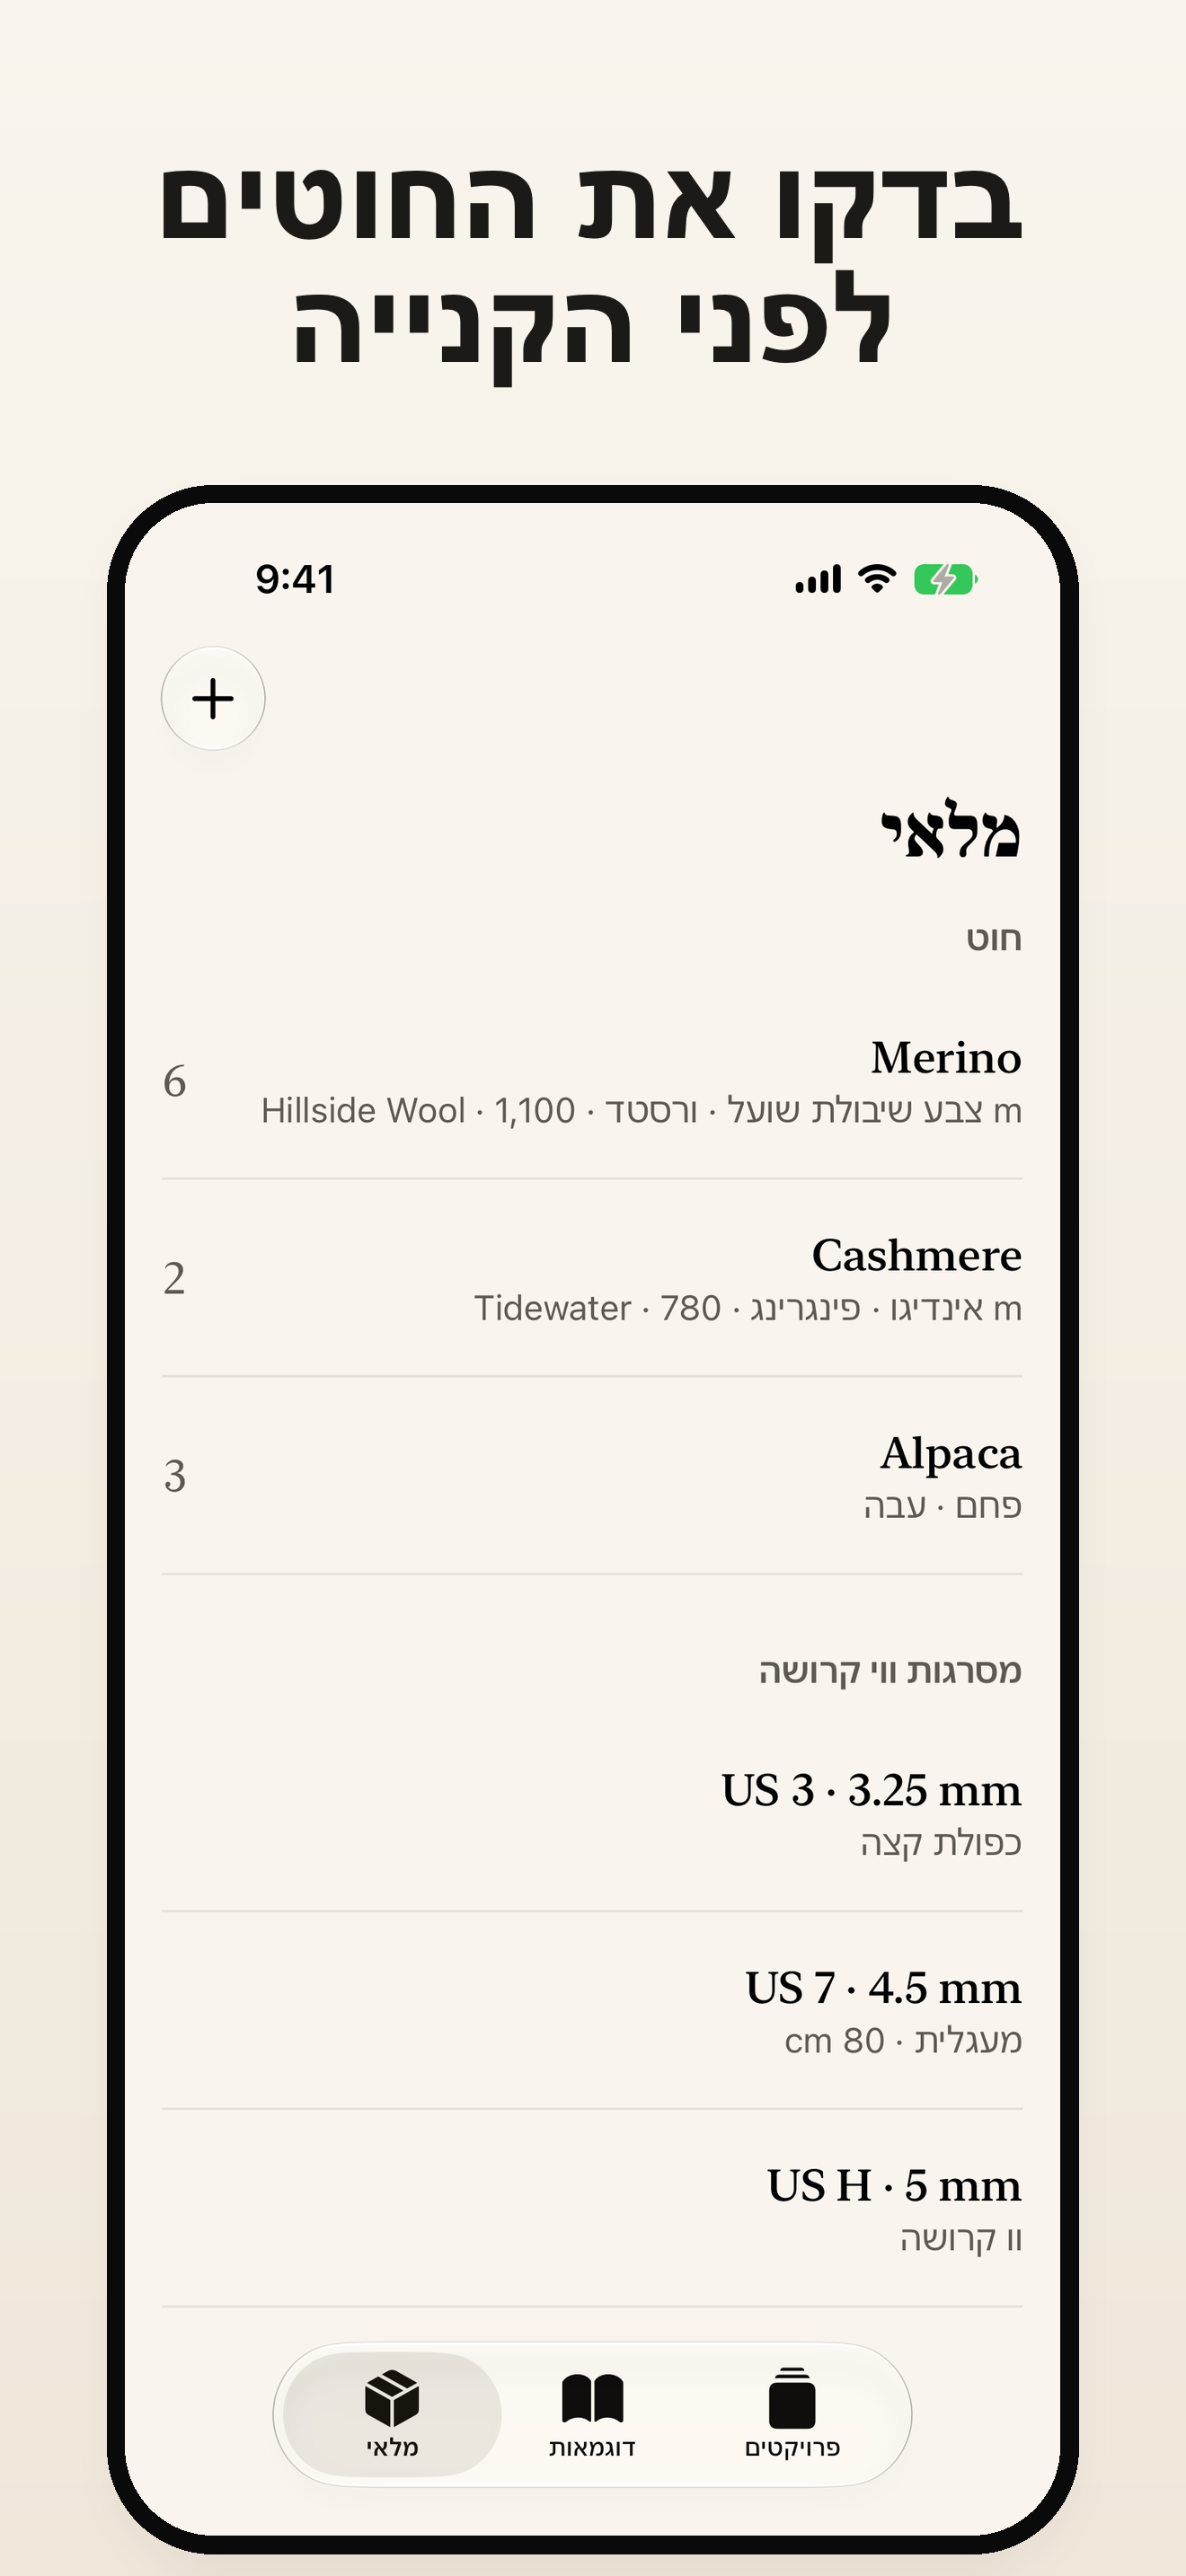 בדקו את החוטים
לפני הקנייה
9:41
מלאי
חוט
Merino
6
Hillside Wool · צבע שיבולת שועל · ורסטד · 1,100 m
Cashmere
2
Tidewater · אינדיגו · פינגרינג · 780 m
Alpaca
3
פחם · עבה
מסרגות ווי קרושה
US 3 · 3.25 mm
כפולת קצה
US 7 · 4.5 mm
מעגלית · 80 cm
US H · 5 mm
וו קרושה
פרויקטים
דוגמאות
מלאי